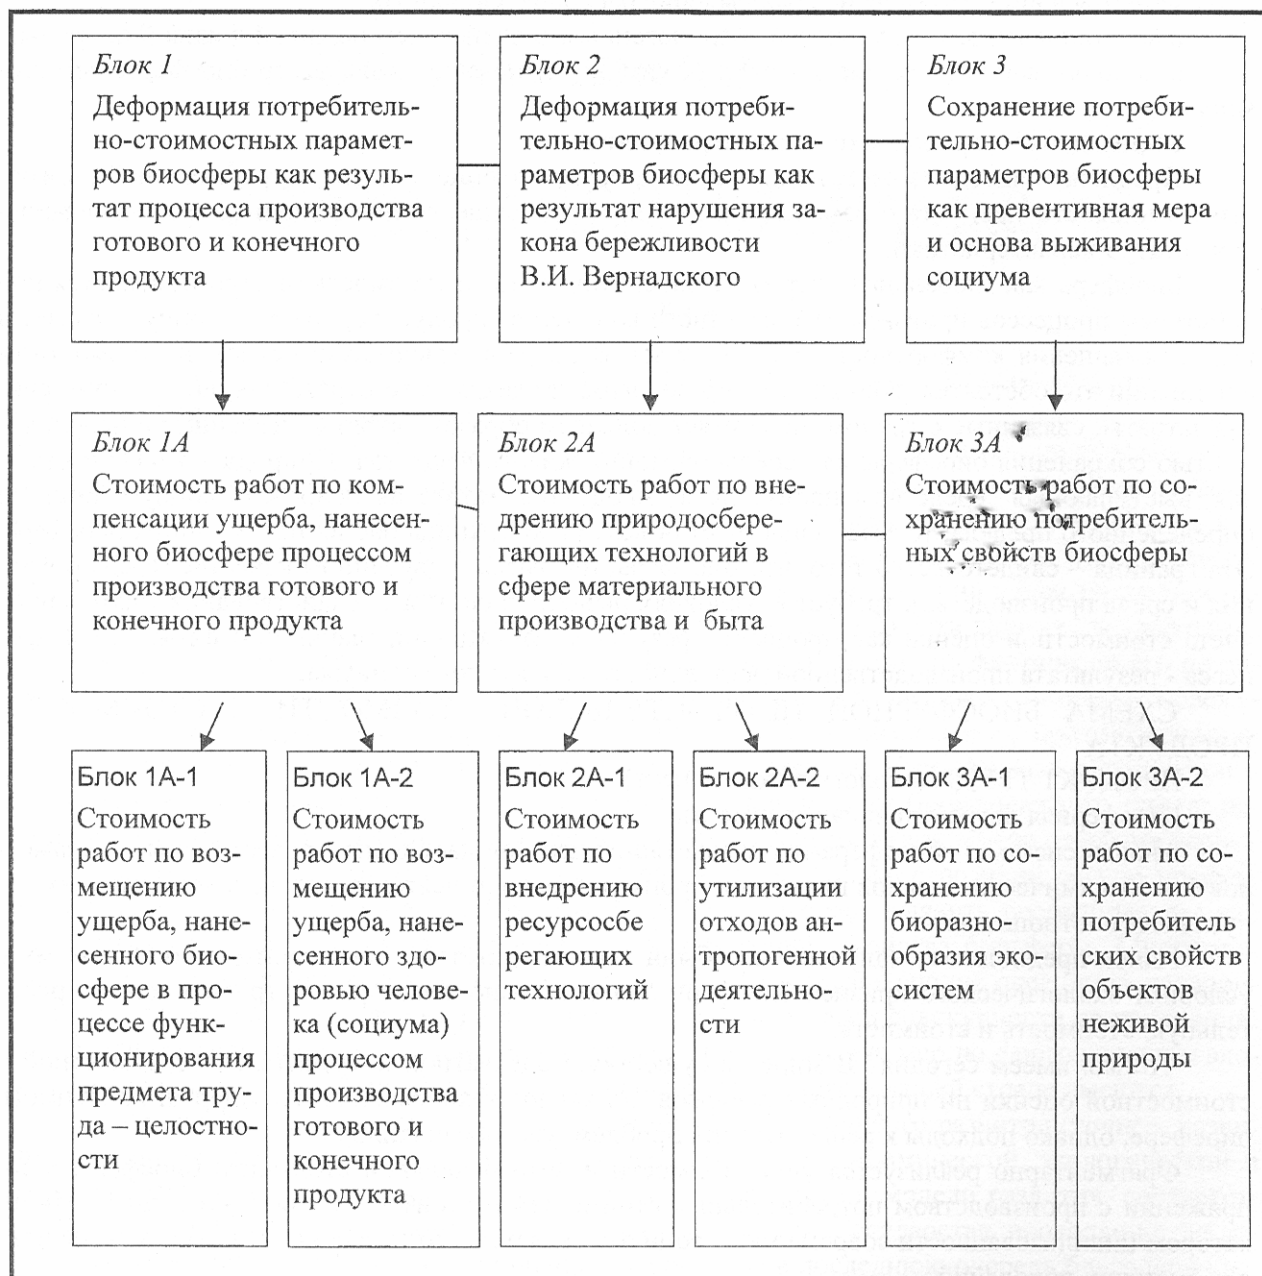 Блок 1
Деформация потребитель-
но-стоимостных парамет-
ров биосферы как резуль-
тат процесса производства
готового и конечного
продукта
Блок 2
Деформация потреби-
тельно-стоимостных па-
раметров биосферы как
результат нарушения за-
кона бережливости
В.И. Вернадского
Блок 3
Сохранение потреби-
тельно-стоимостных
параметров биосферы
как превентивная мера
и основа выживания
социума
Блок 1А
Стоимость работ по ком-
пенсации ущерба, нанесен-
ного биосфере процессом
производства готового и
конечного продукта
Блок 2А
Стоимость работ по вне-
дрению природосбере-
гающих технологий в
сфере материального
производства и быта
Блок 3А
Стоимость работ по со-
хранению потребитель-
ных свойств биосферы
Блок 1А-1
Стоимость
работ по воз-
мещению
ущерба, нане-
сенного био-
сфере в про-
цессе функ-
ционирования
предмета тру-
да – целостно-
сти
Блок 1А-2
Стоимость
работ по воз-
мещению
ущерба, нане-
сенного здо-
ровью челове-
ка (социума)
процессом
производства
готового и
конечного
продукта
Блок 2А-1
Стоимость
работ по
внедрению
ресурсосбе
регающих
технологий
Блок 2А-2
Стоимость
работ по
утилизации
отходов ан-
тропогенной
деятельно-
сти
Блок 3А-1
Стоимость
работ по со-
хранению
биоразно-
образия эко-
систем
Блок 3А-2
Стоимость
работ по со-
хранению
потребитель
ских свойств
объектов
неживой
природы